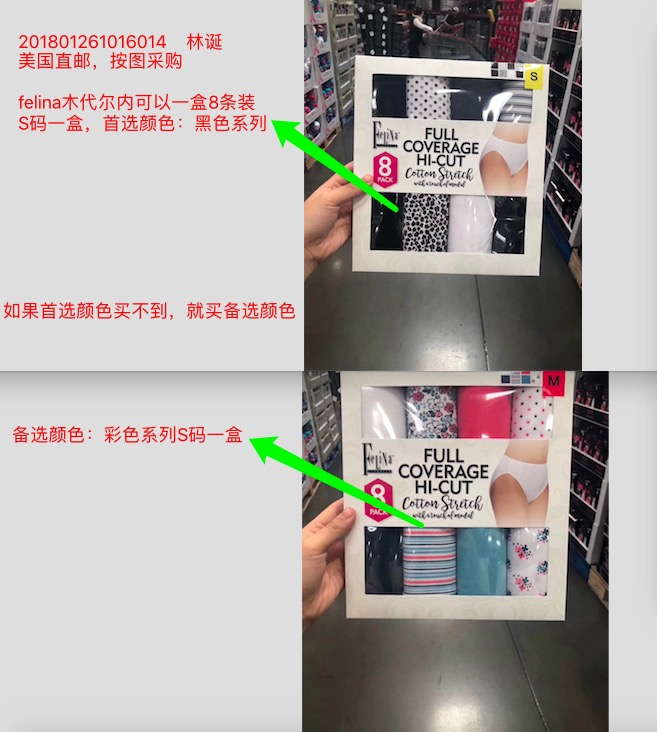 201801261016014 林诞
美国直邮，按图采购
felina木代尔内可以一盒8条装
S码一盒，首选颜色：黑色系列
S
Felina
FULL
COVERAGE
HI-CUT
8
PACK
Cotton Stretch
with a touch of modal
如果首选颜色买不到，就买备选颜色
M
备选颜色：彩色系列S码一盒
Felina
FULL
COVERAGE
HI-CUT
8
PACK
Cotton Stretch
with a touch of modal